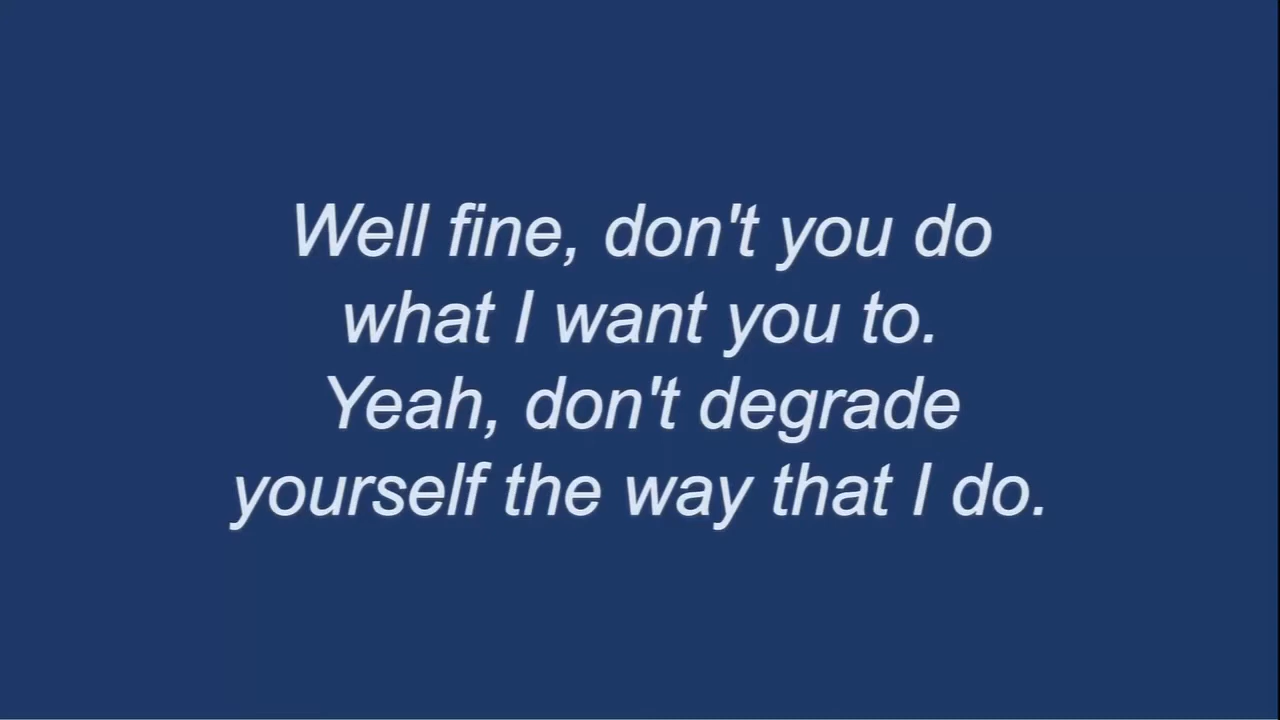 Well fine, don't you do
what I want you to.
Yeah, don't degrade
yourself the way that I do.